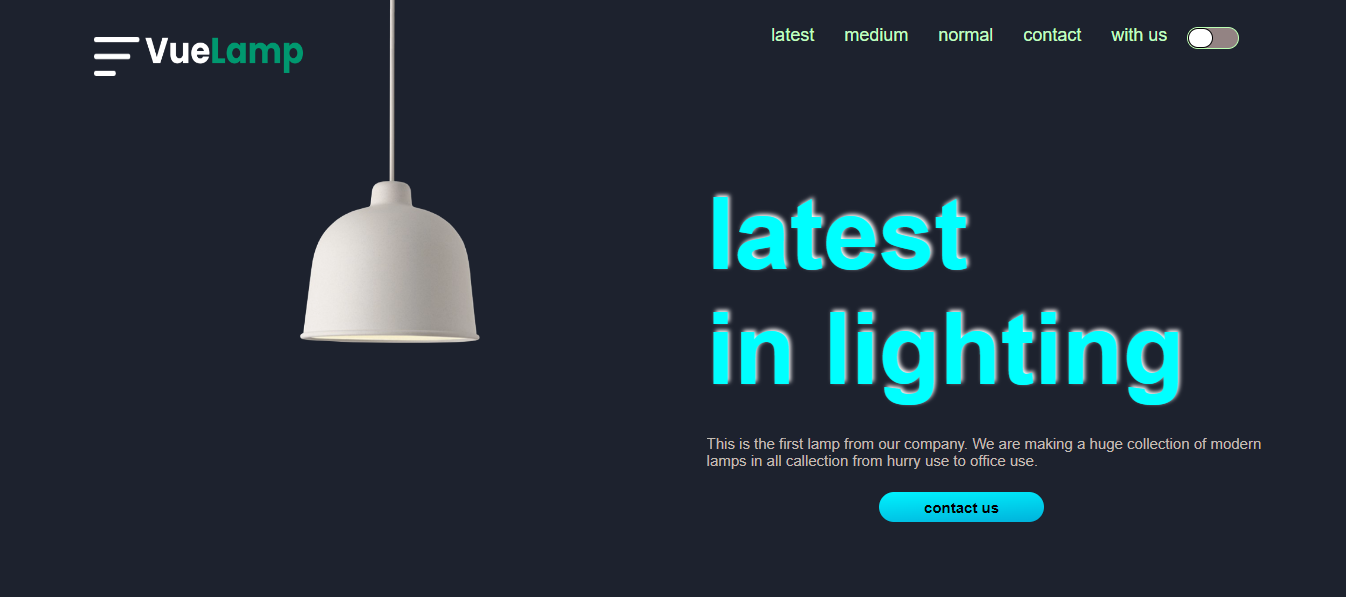 VueLamp
latest medium normal contact with us
latest
in lighting
This is the first lamp from our company. We are making a huge collection of modern
lamps in all callection from hurry use to office use.
contact us